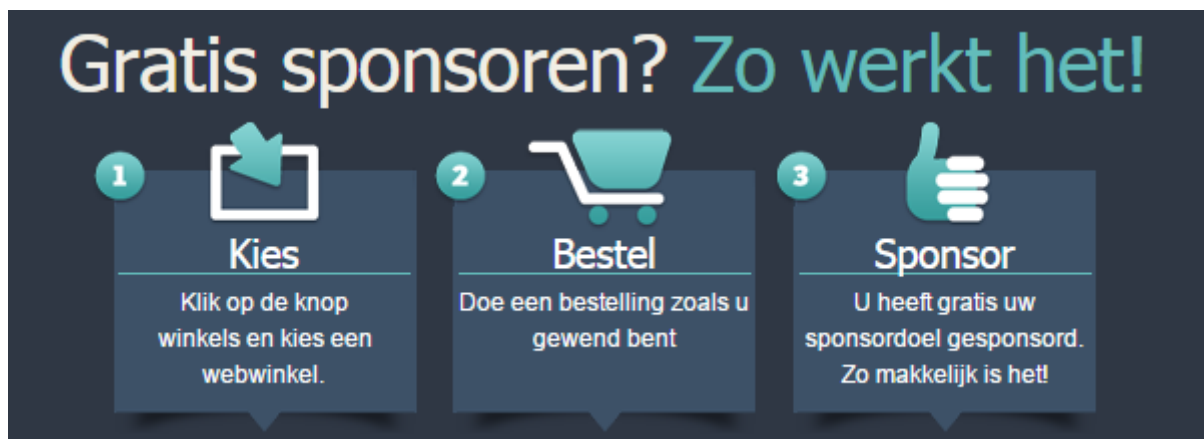 Gratis sponsoren? Zo werkt het!
1
Kies
Klik op de knop
winkels en kies een
webwinkel.
2
Bestel
Doe een bestelling zoals u
gewend bent
3
Sponsor
U heeft gratis uw
sponsordoel gesponsord.
Zo makkelijk is het!